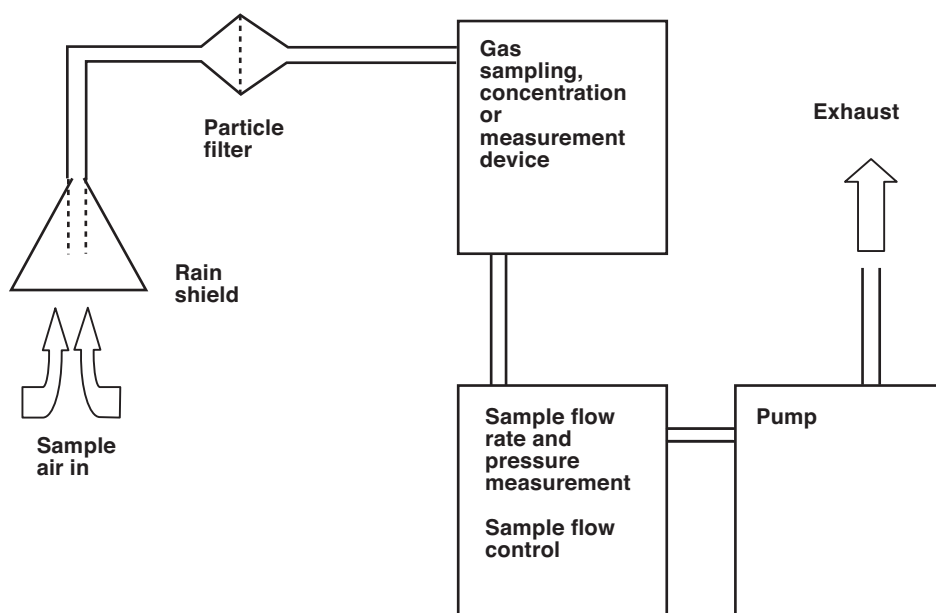 Gas
sampling,
concentration
or
measurement
device
Exhaust
Particle
filter
Rain
shield
Sample
air in
Sample flow
rate and
pressure
measurement
Sample flow
control
Pump